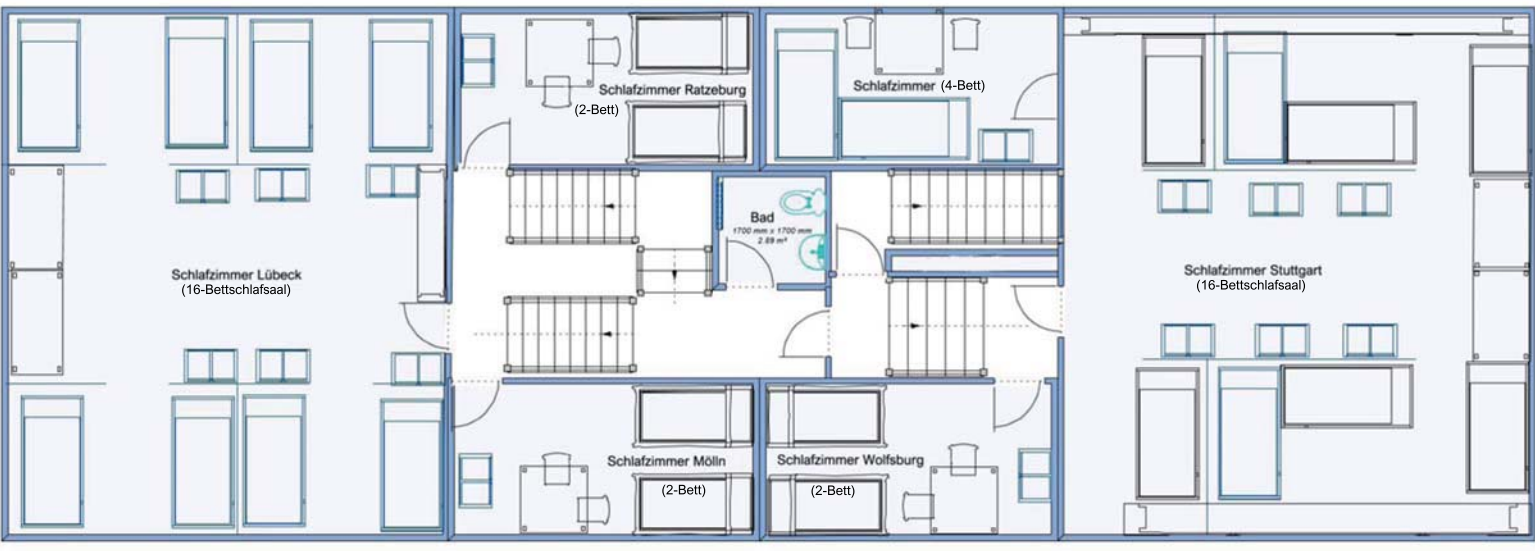 Schlafzimmer Ratzeburg
(2-Bett)
Schlafzimmer (4-Bett)
Bad
1700 mm x 1700 mm
2.89 m²
Schlafzimmer Lübeck
(16-Bettschlafsaal)
Schlafzimmer Stuttgart
(16-Bettschlafsaal)
Schlafzimmer Mölln
(2-Bett)
Schlafzimmer Wolfsburg
(2-Bett)